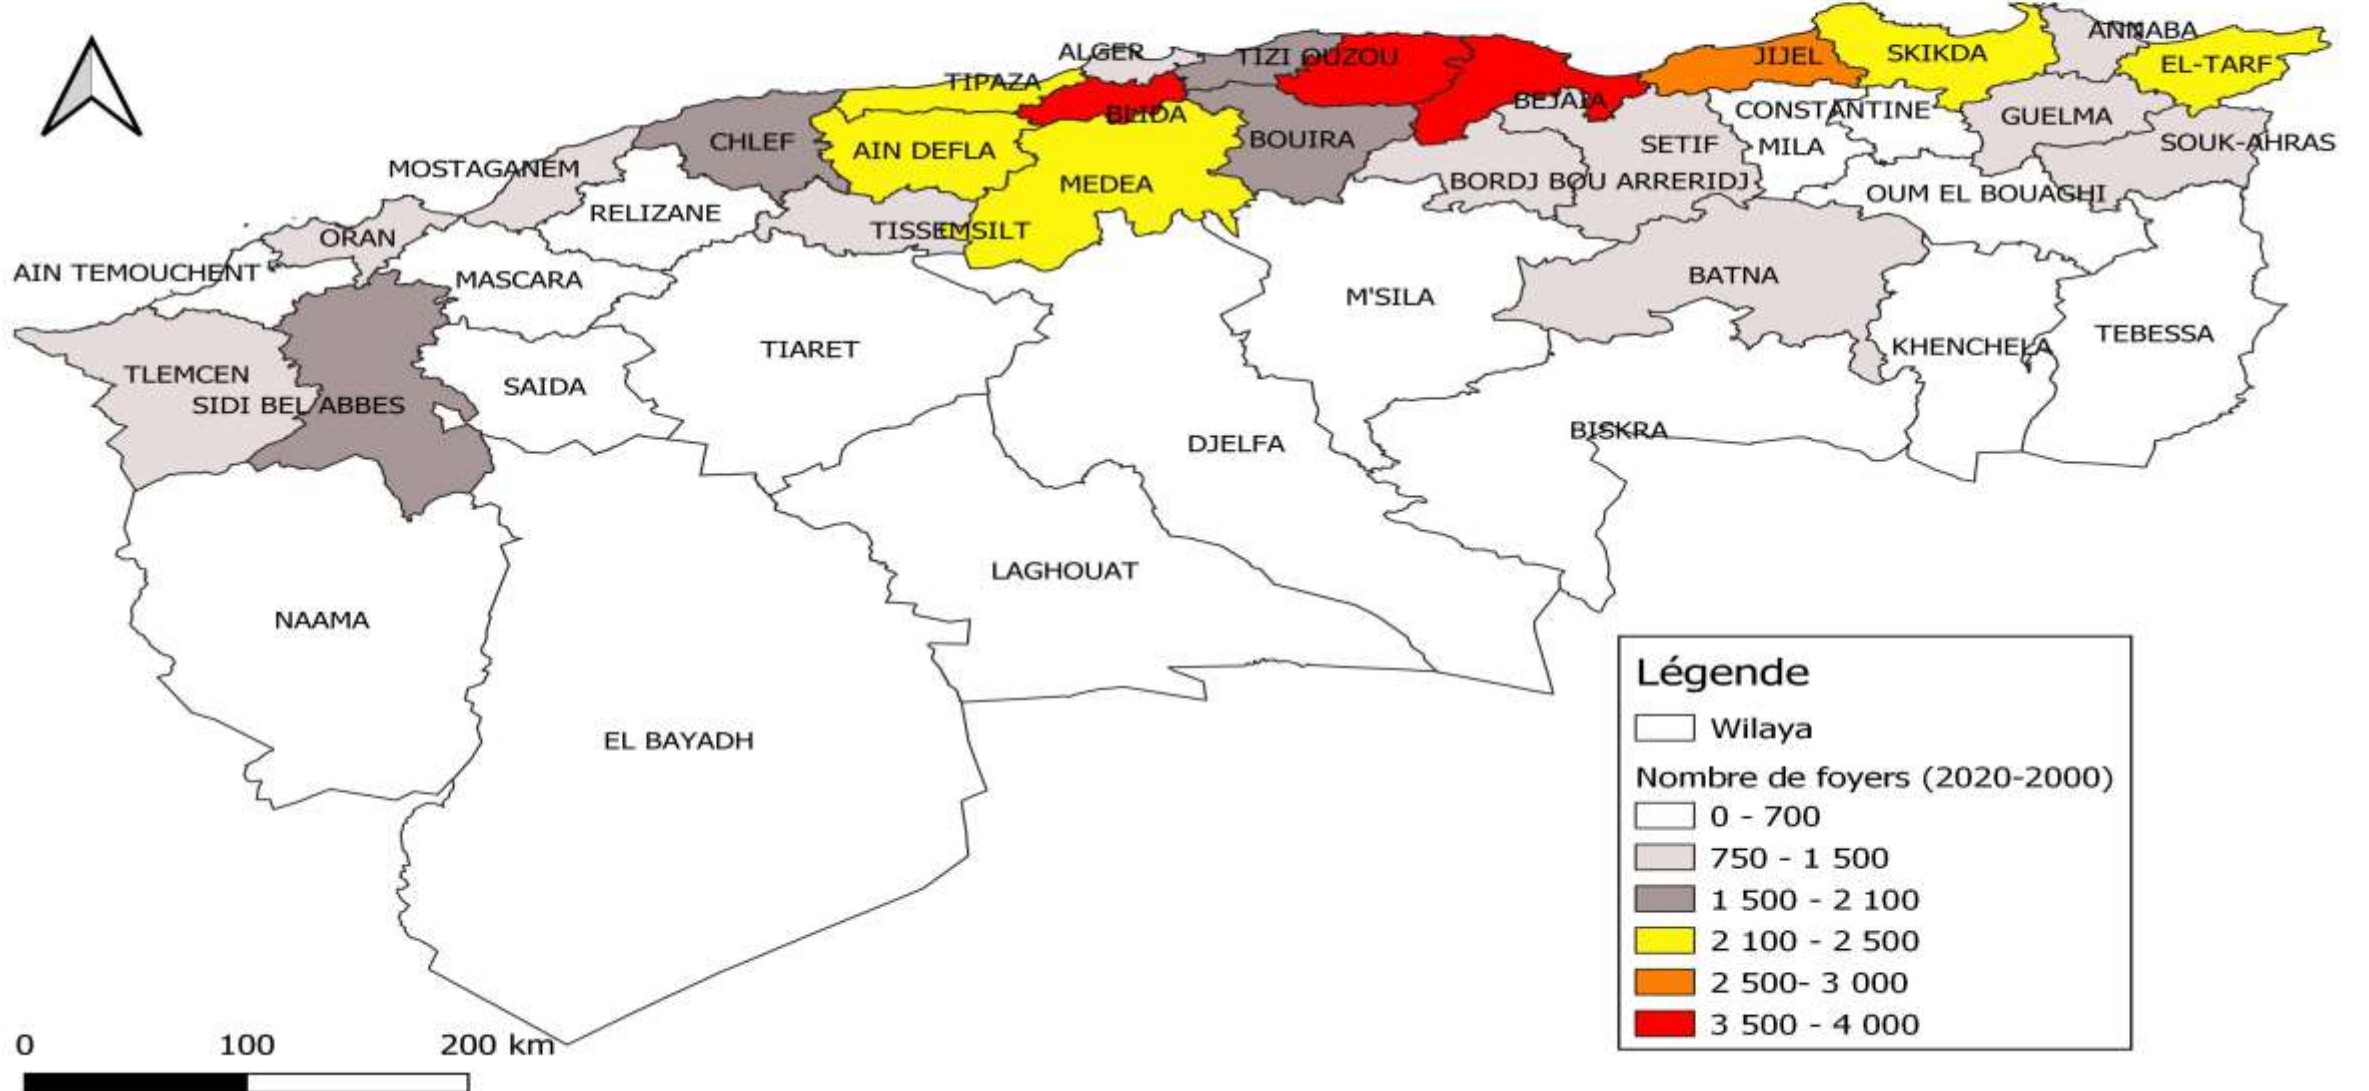 ANNABA
ALGER
TIZI OUZOU
JIJEL
SKIKDA
EL-TARF
TIPAZA
BLIDA
BEJAIA
CONSTANTINE
GUELMA
CHLEF
AIN DEFLA
BOUIRA
SETIF
MILA
SOUK-AHRAS
MOSTAGANEM
MEDEA
BORDJ BOU ARRERIDJ
OUM EL BOUAGHI
RELIZANE
TISSEMSILT
ORAN
AIN TEMOUCHENT
MASCARA
M'SILA
BATNA
TIARET
KHENCHELA
TEBESSA
TLEMCEN
SAIDA
SIDI BEL ABBES
DJELFA
BISKRA
LAGHOUAT
NAAMA
EL BAYADH
Légende
Wilaya
Nombre de foyers (2020-2000)
0 - 700
750 - 1 500
1 500 - 2 100
2 100 - 2 500
2 500- 3 000
3 500 - 4 000
0 100 200 km